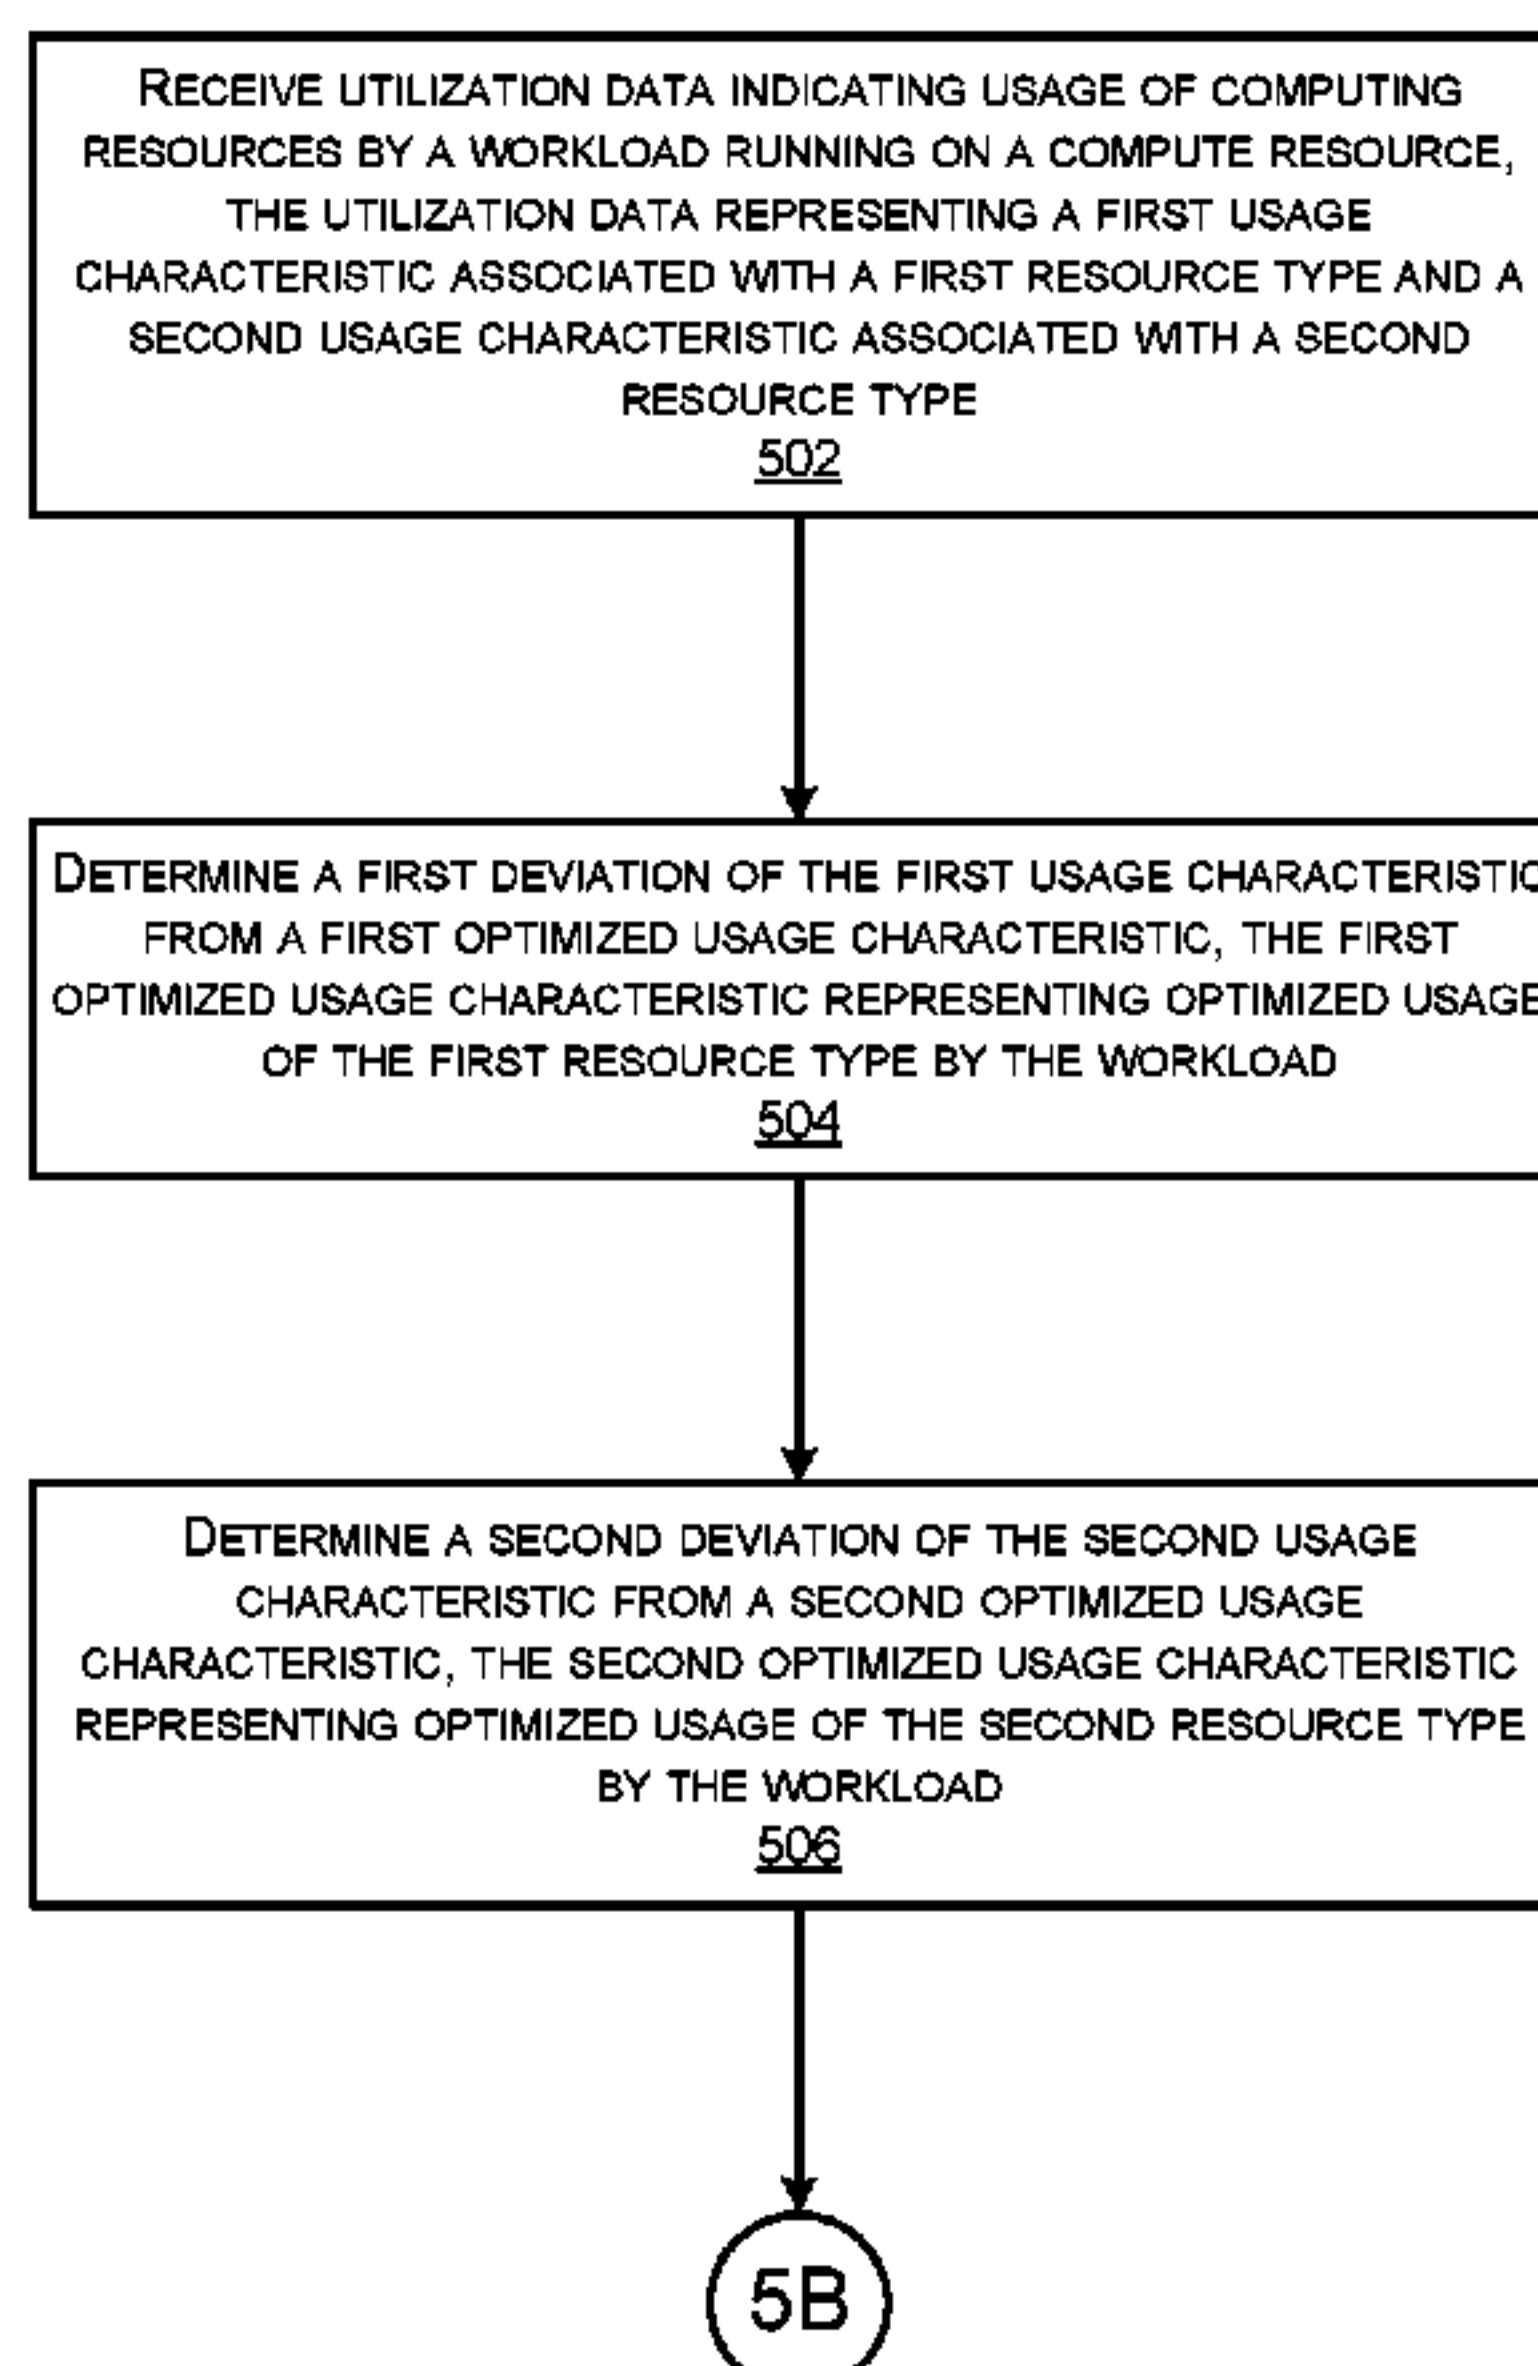 RECEIVE UTILIZATION DATA INDICATING USAGE OF COMPUTING
RESOURCES BY A WORKLOAD RUNNING ON A COMPUTE RESOURCE,
THE UTILIZATION DATA REPRESENTING A FIRST USAGE
CHARACTERISTIC ASSOCIATED WITH A FIRST RESOURCE TYPE AND A
SECOND USAGE CHARACTERISTIC ASSOCIATED WITH A SECOND
RESOURCE TYPE
502
DETERMINE A FIRST DEVIATION OF THE FIRST USAGE CHARACTERISTIC
FROM A FIRST OPTIMIZED USAGE CHARACTERISTIC, THE FIRST
OPTIMIZED USAGE CHARACTERISTIC REPRESENTING OPTIMIZED USAGE
OF THE FIRST RESOURCE TYPE BY THE WORKLOAD
504
DETERMINE A SECOND DEVIATION OF THE SECOND USAGE
CHARACTERISTIC FROM A SECOND OPTIMIZED USAGE
CHARACTERISTIC, THE SECOND OPTIMIZED USAGE CHARACTERISTIC
REPRESENTING OPTIMIZED USAGE OF THE SECOND RESOURCE TYPE
BY THE WORKLOAD
506
5B